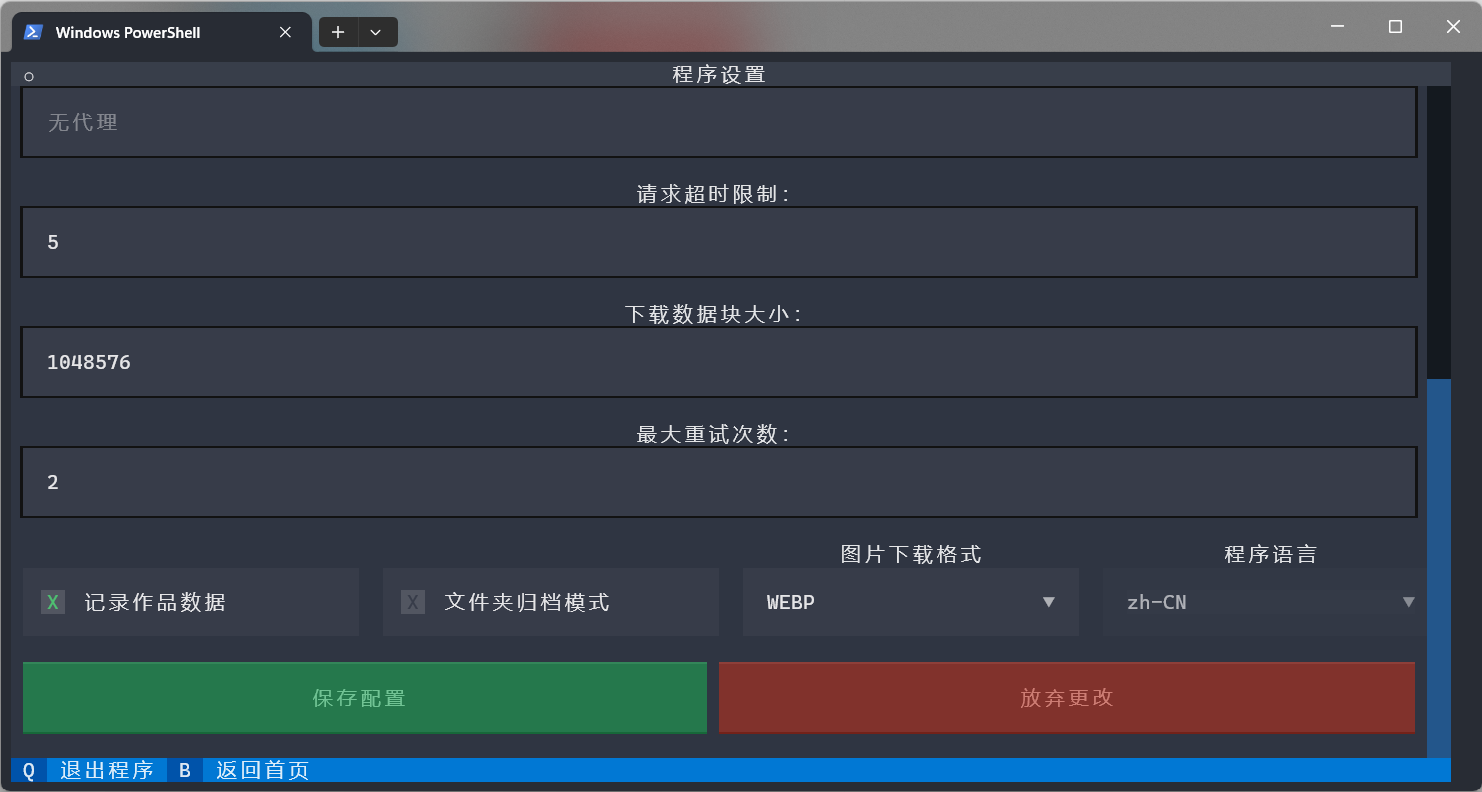 Windows PowerShell
程序设置
无代理
请求超时限制:
5
下载数据块大小:
1048576
最大重试次数:
2
图片下载格式 程序语言
X 记录作品数据 X 文件夹归档模式 WEBP zh-CN
保存配置 放弃更改
Q 退出程序 B 返回首页